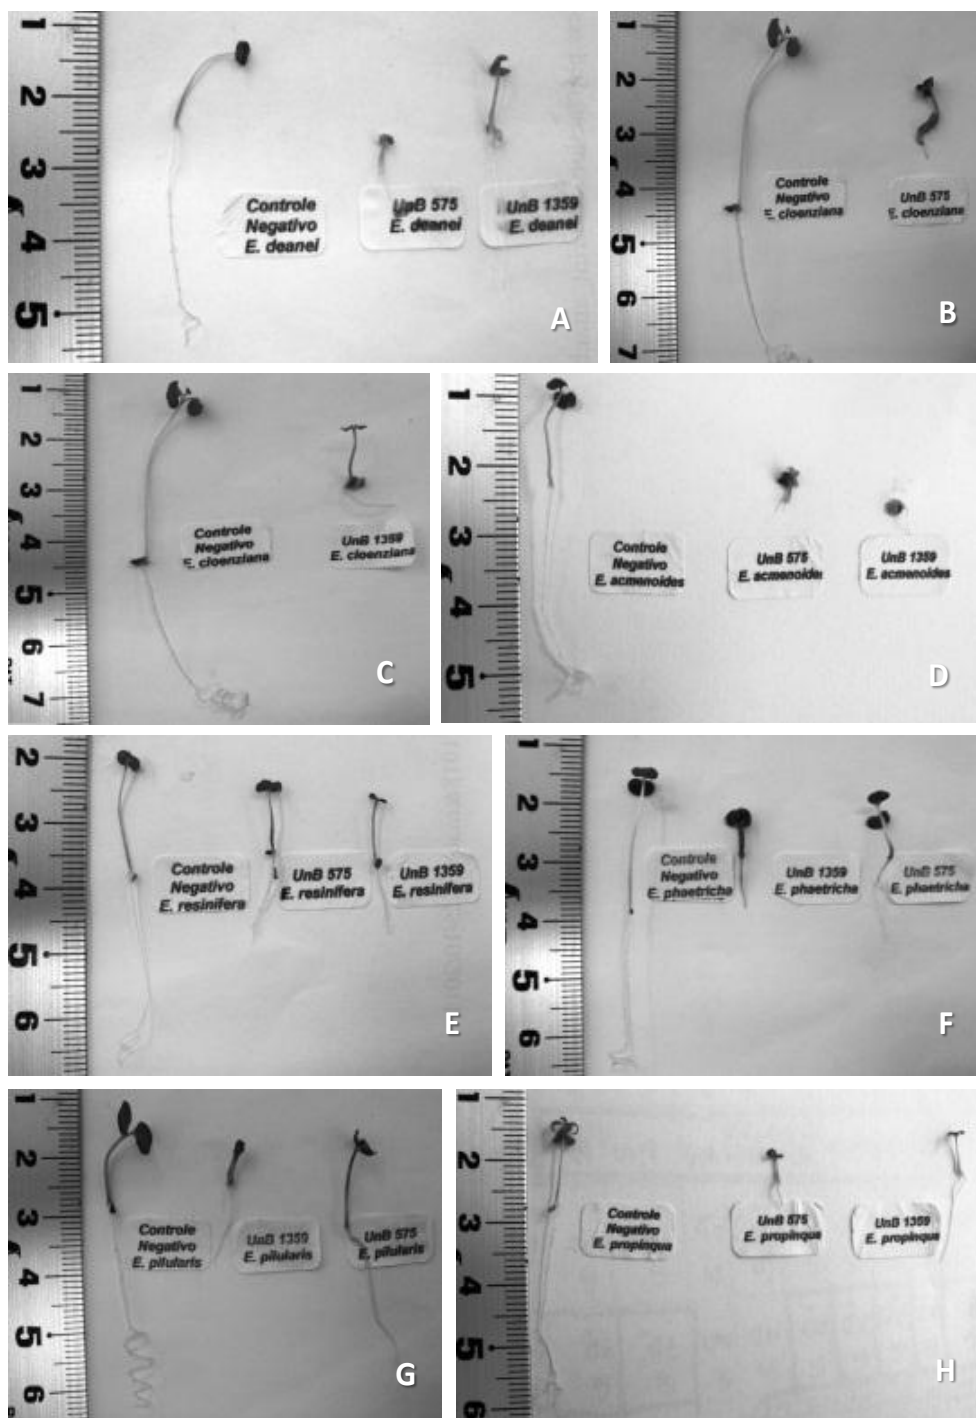 1
2
3
4
5
Controle
Negativo
E. deanei
UnB 575
E. deanei
UnB 1359
E. deanei
A
1
2
3
4
5
6
7
Controle
Negativo
E. cloenziana
UnB 575
E. cloenziana
B
1
2
3
4
5
6
7
Controle
Negativo
E. cloenziana
UnB 1359
E. cloenziana
C
1
2
3
4
5
Controle
Negativo
E. acmenoides
UnB 575
E. acmenoides
UnB 1359
E. acmenoides
D
2
3
4
5
6
Controle
Negativo
E. resinifera
UnB 575
E. resinifera
UnB 1359
E. resinifera
E
1
2
3
4
5
6
Controle
Negativo
E. phaetricha
UnB 1359
E. phaetricha
UnB 575
E. phaetricha
F
1
2
3
4
5
6
Controle
Negativo
E. pilularis
UnB 1359
E. pilularis
UnB 575
E. pilularis
G
1
2
3
4
5
6
Controle
Negativo
E. propinqua
UnB 575
E. propinqua
UnB 1359
E. propinqua
H